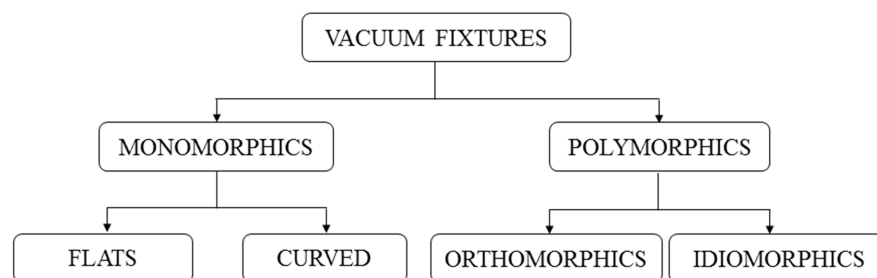 VACUUM FIXTURES
MONOMORPHICS
POLYMORPHICS
FLATS
CURVED
ORTHOMORPHICS
IDIOMORPHICS